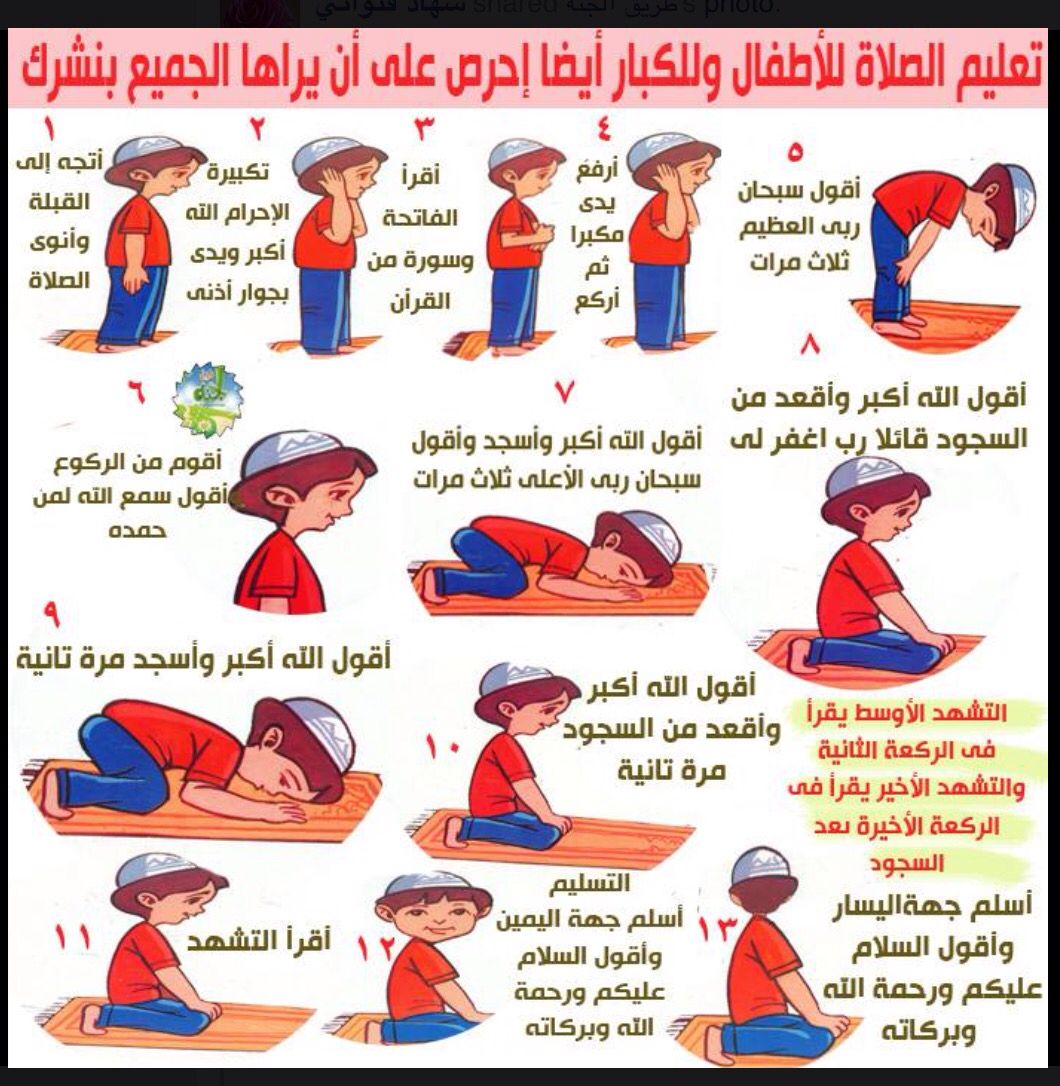 shared طريق الجنة's photo.
تعليم الصلاة للأطفال وللكبار أيضا إحرص على أن يراها الجميع بنشرك
١
أتجه إلى
القبلة
وأنوى
الصلاة
٢
تكبيرة
الإحرام الله
أكبر ويدى
بجوار أذنى
٣
أقرأ
الفاتحة
وسورة من
القرأن
٤
أرفع
يدى
مكبرا
ثم
أركع
٥
أقول سبحان
ربى العظيم
ثلاث مرات
٦
أقوم من الركوع
وأقول سمع الله لمن
حمده
٧
أقول الله أكبر وأسجد وأقول
سبحان ربى الأعلى ثلاث مرات
٨
أقول الله أكبر وأقعد من
السجود قائلا رب اغفر لى
٩
أقول الله أكبر وأسجد مرة تانية
١٠
أقول الله أكبر
وأقعد من السجود
مرة تانية
التشهد الأوسط يقرأ
فى الركعة الثانية
والتشهد الأخير يقرأ فى
الركعة الأخيرة بعد
السجود
١١
أقرأ التشهد
١٢
التسليم
أسلم جهة اليمين
وأقول السلام
عليكم ورحمة
الله وبركاته
١٣
أسلم جهةاليسار
وأقول السلام
عليكم ورحمة الله
وبركاته